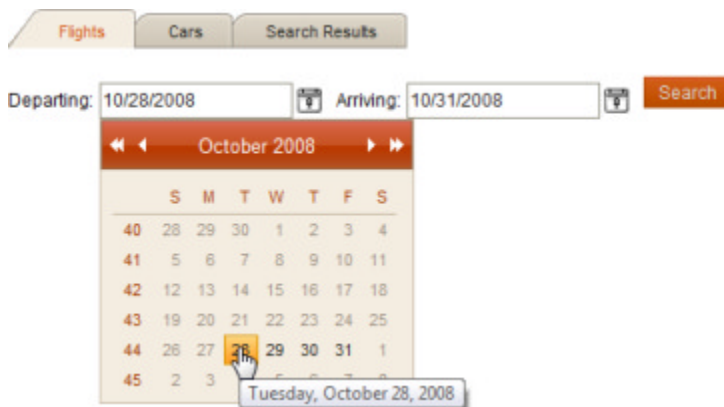 Flights Cars Search Results
Departing: 10/28/2008 Arriving: 10/31/2008 Search
October 2008
S M T W T F S
40 28 29 30 1 2 3 4
41 5 6 7 8 9 10 11
42 12 13 14 15 16 17 18
43 19 20 21 22 23 24 25
44 26 27 28 29 30 31 1
45 2 3
Tuesday, October 28, 2008